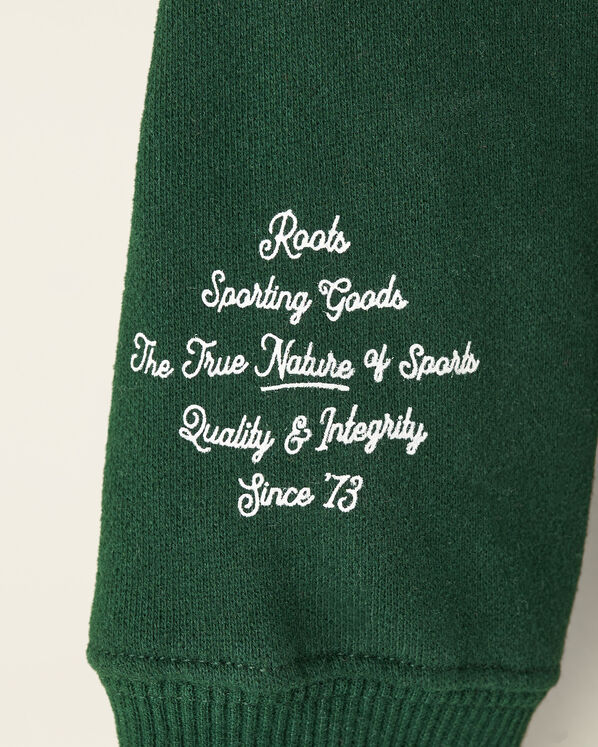 Roots
Sporting Goods
The True Nature of Sports
Quality & Integrity
Since '73